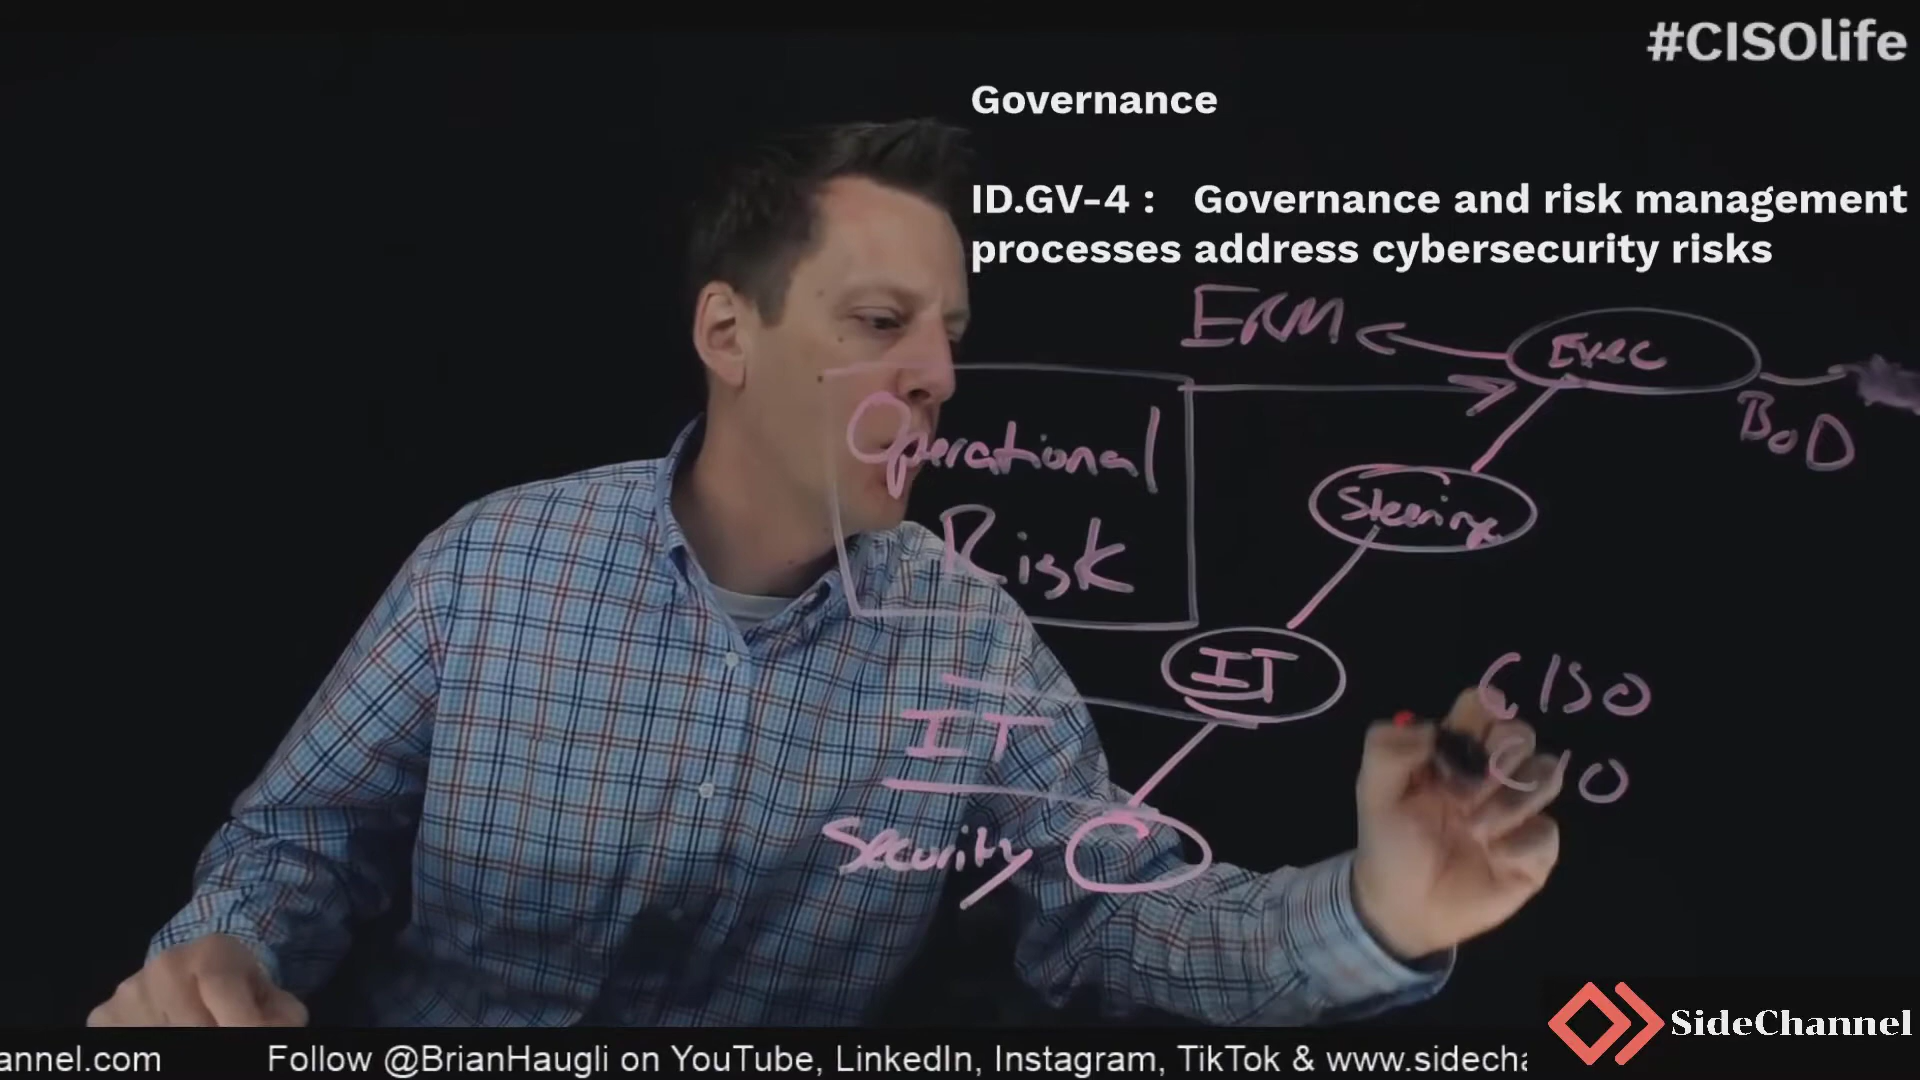 #CISOlife
Governance
ID.GV-4 : Governance and risk management
processes address cybersecurity risks
ERM
Exec
BoD
Operational
Risk
Steering
IT
CISO
CIO
IT
Security
annel.com Follow @BrianHaugli on YouTube, LinkedIn, Instagram, TikTok & www.sidecha
SideChannel